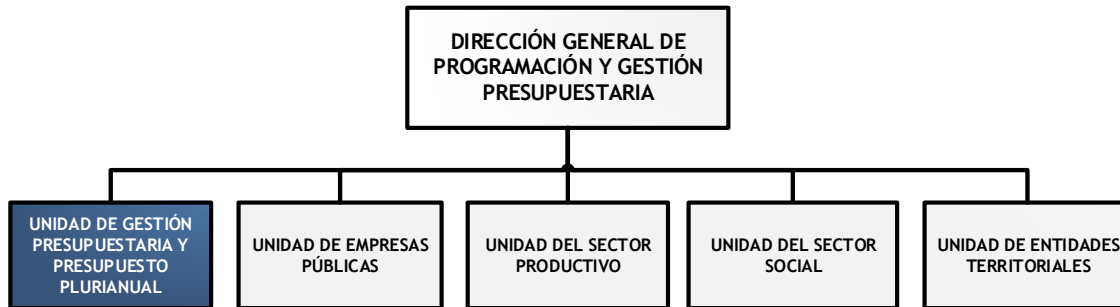 DIRECCIÓN GENERAL DE
PROGRAMACIÓN Y GESTIÓN
PRESUPUESTARIA
UNIDAD DE GESTIÓN
PRESUPUESTARIA Y
PRESUPUESTO
PLURIANUAL
UNIDAD DE EMPRESAS
PÚBLICAS
UNIDAD DEL SECTOR
PRODUCTIVO
UNIDAD DEL SECTOR
SOCIAL
UNIDAD DE ENTIDADES
TERRITORIALES